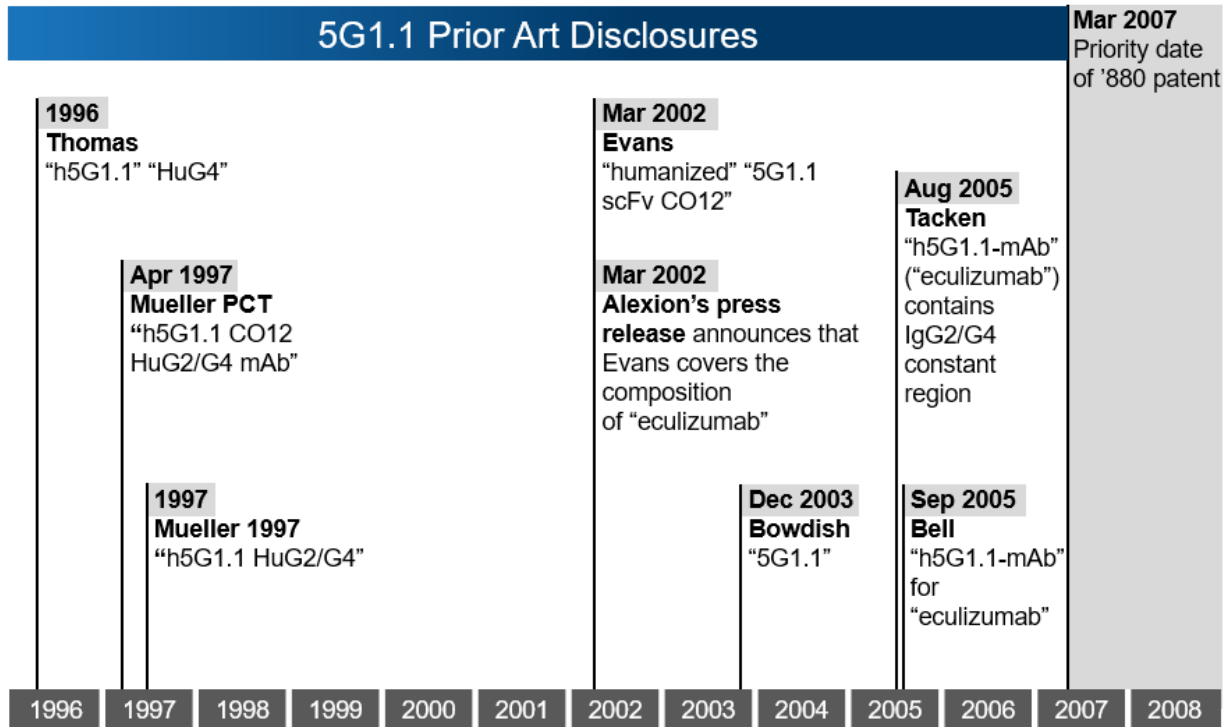 5G1.1 Prior Art Disclosures
Mar 2007
Priority date
of ’880 patent
1996
Thomas
“h5G1.1” “HuG4”
Apr 1997
Mueller PCT
“h5G1.1 CO12
HuG2/G4 mAb”
1997
Mueller 1997
“h5G1.1 HuG2/G4”
Mar 2002
Evans
“humanized” “5G1.1
scFv CO12”
Mar 2002
Alexion’s press
release announces that
Evans covers the
composition
of “eculizumab”
Dec 2003
Bowdish
“5G1.1”
Aug 2005
Tacken
“h5G1.1-mAb”
(“eculizumab”)
contains
IgG2/G4
constant
region
Sep 2005
Bell
“h5G1.1-mAb”
for
“eculizumab”
1996 1997 1998 1999 2000 2001 2002 2003 2004 2005 2006 2007 2008